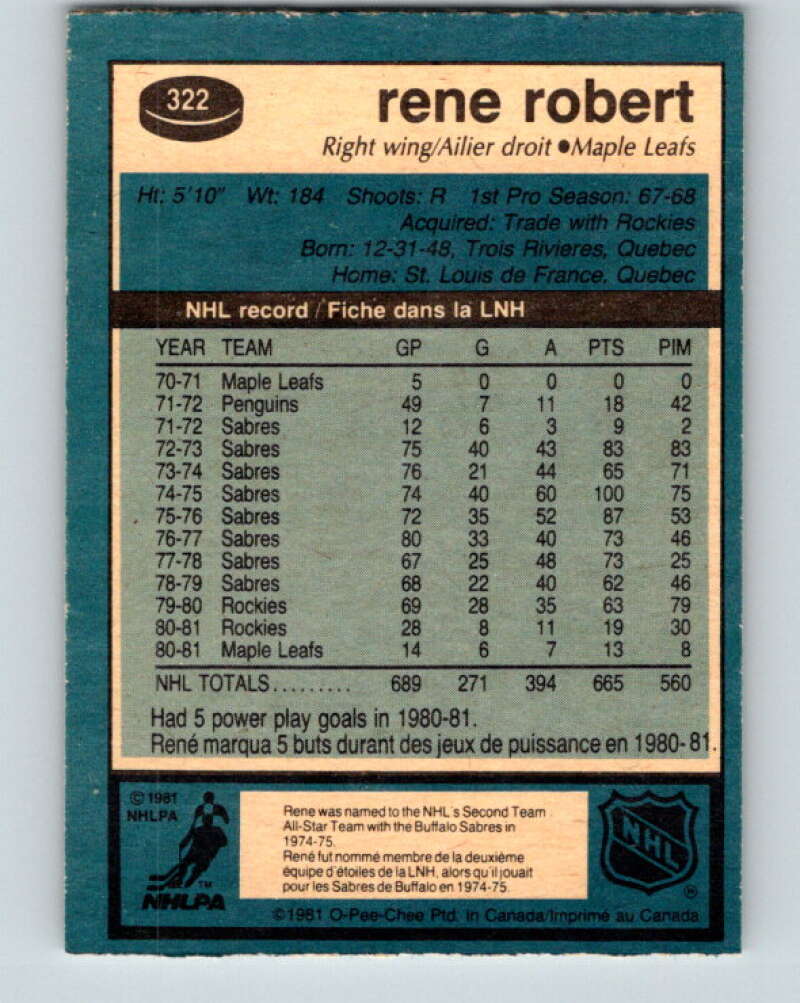 322
rene robert
Right wing/Ailier droit ●Maple Leafs
Ht: 5'10" Wt: 184 Shoots: R 1st Pro Season: 67-68
Acquired: Trade with Rockies
Born: 12-31-48, Trois Rivieres, Quebec
Home: St. Louis de France, Quebec
NHL record / Fiche dans la LNH
YEAR TEAM GP G A PTS PIM
70-71 Maple Leafs 5 0 0 0 0
71-72 Penguins 49 7 11 18 42
71-72 Sabres 12 6 3 9 2
72-73 Sabres 75 40 43 83 83
73-74 Sabres 76 21 44 65 71
74-75 Sabres 74 40 60 100 75
75-76 Sabres 72 35 52 87 53
76-77 Sabres 80 33 40 73 46
77-78 Sabres 67 25 48 73 25
78-79 Sabres 68 22 40 62 46
79-80 Rockies 69 28 35 63 79
80-81 Rockies 28 8 11 19 30
80-81 Maple Leafs 14 6 7 13 8
NHL TOTALS......... 689 271 394 665 560
Had 5 power play goals in 1980-81.
René marqua 5 buts durant des jeux de puissance en 1980-81.
© 1981
NHLPA
TM
NHLPA
Rene was named to the NHL's Second Team
All-Star Team with the Buffalo Sabres in
1974-75.
René fut nommé membre de la deuxième
équipe d'étoiles de la LNH, alors qu'il jouait
pour les Sabres de Buffalo en 1974-75.
NHL
®
©1981 O-Pee-Chee Ptd. in Canada/Imprimé au Canada